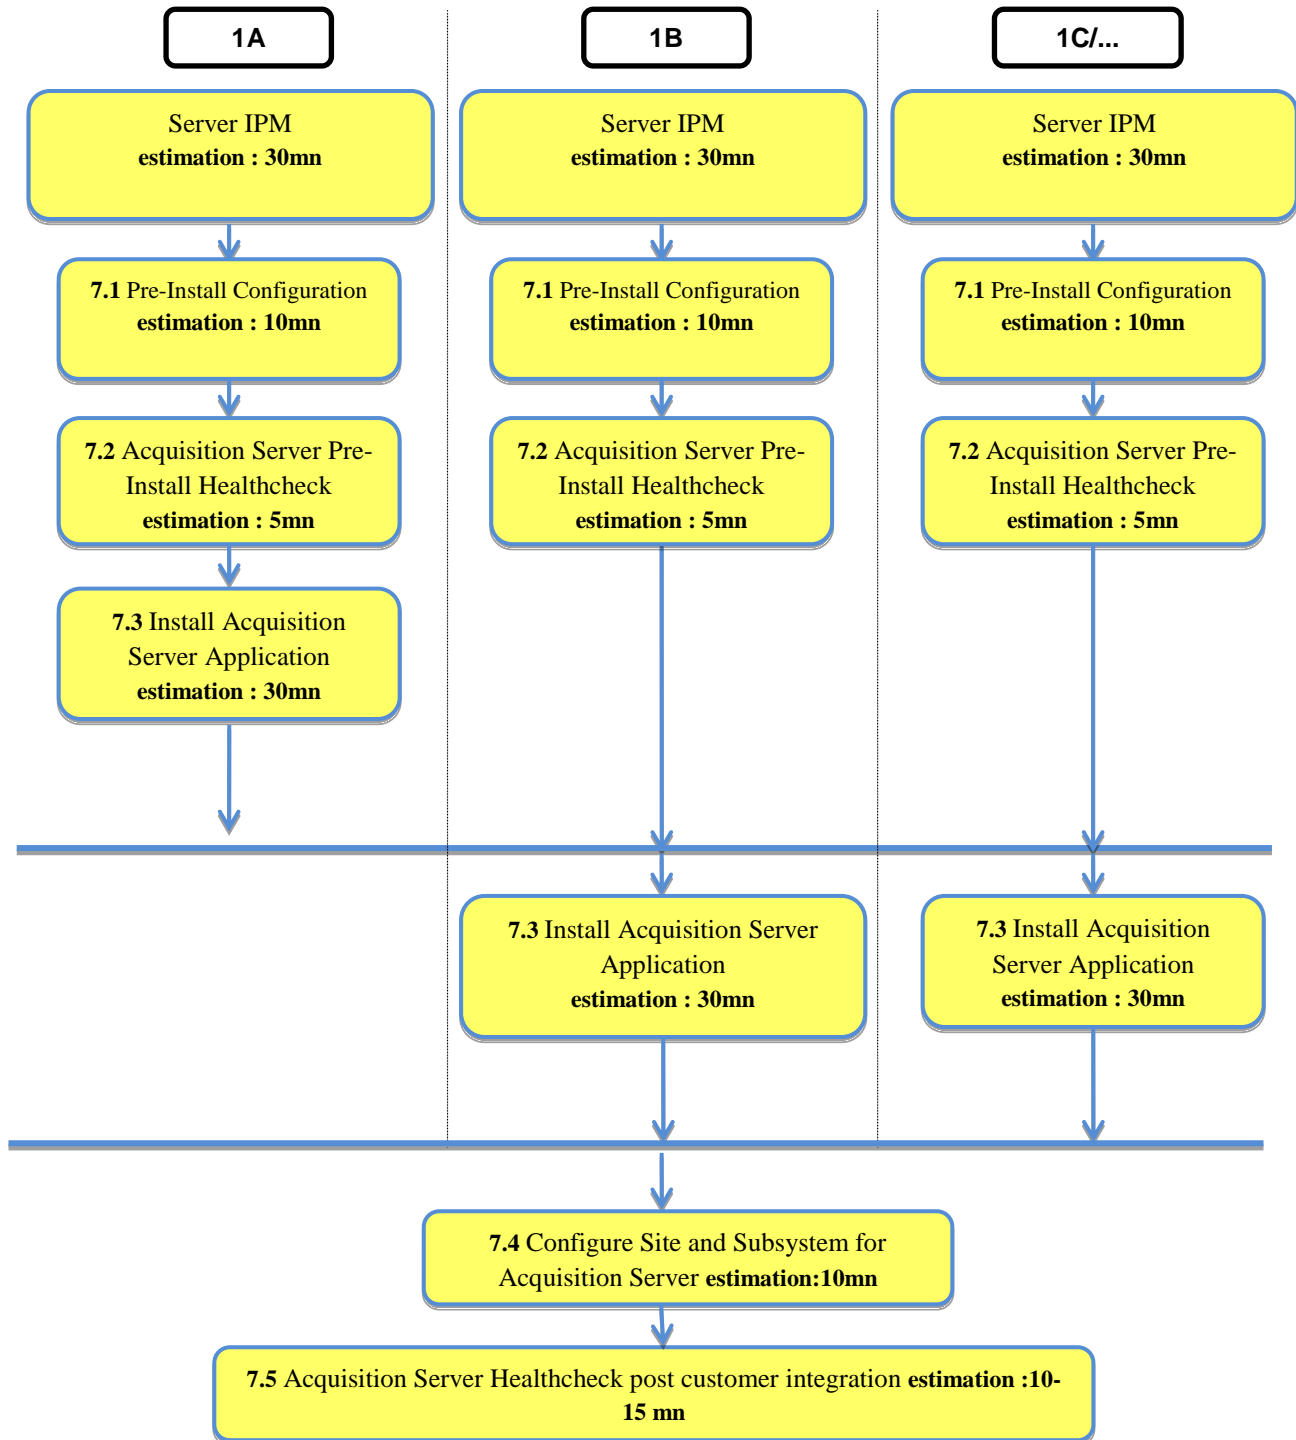 1A
1B
1C/...
Server IPM
estimation : 30mn
Server IPM
estimation : 30mn
Server IPM
estimation : 30mn
7.1 Pre-Install Configuration
estimation : 10mn
7.1 Pre-Install Configuration
estimation : 10mn
7.1 Pre-Install Configuration
estimation : 10mn
7.2 Acquisition Server Pre-
Install Healthcheck
estimation : 5mn
7.2 Acquisition Server Pre-
Install Healthcheck
estimation : 5mn
7.2 Acquisition Server Pre-
Install Healthcheck
estimation : 5mn
7.3 Install Acquisition
Server Application
estimation : 30mn
7.3 Install Acquisition Server
Application
estimation : 30mn
7.3 Install Acquisition
Server Application
estimation : 30mn
7.4 Configure Site and Subsystem for
Acquisition Server estimation:10mn
7.5 Acquisition Server Healthcheck post customer integration estimation :10-
15 mn